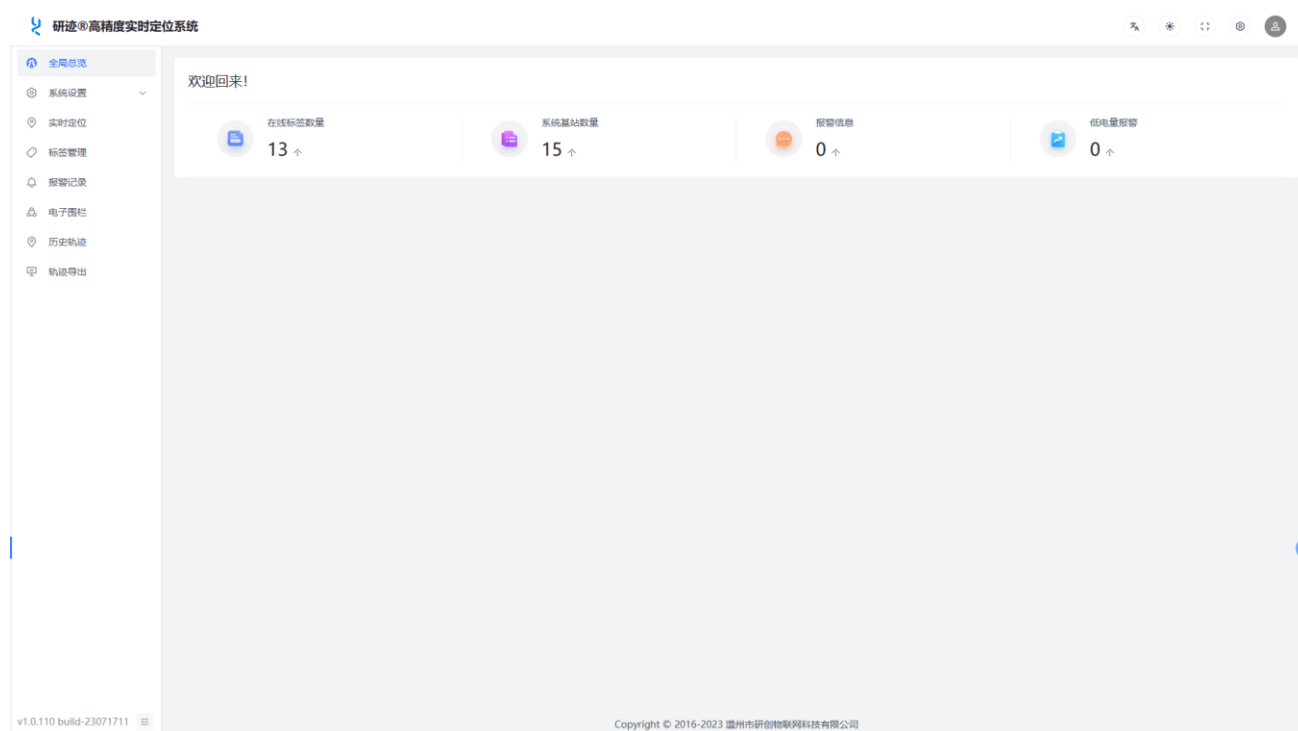 研迹®高精度实时定位系统
全局总览
系统设置
实时定位
标签管理
报警记录
电子围栏
历史轨迹
轨迹导出
欢迎回来！
在线标签数量
13 个
系统基站数量
15 个
报警信息
0 个
低电量报警
0 个
v1.0.110 build-23071711
Copyright © 2016-2023 温州市研创物联网科技有限公司